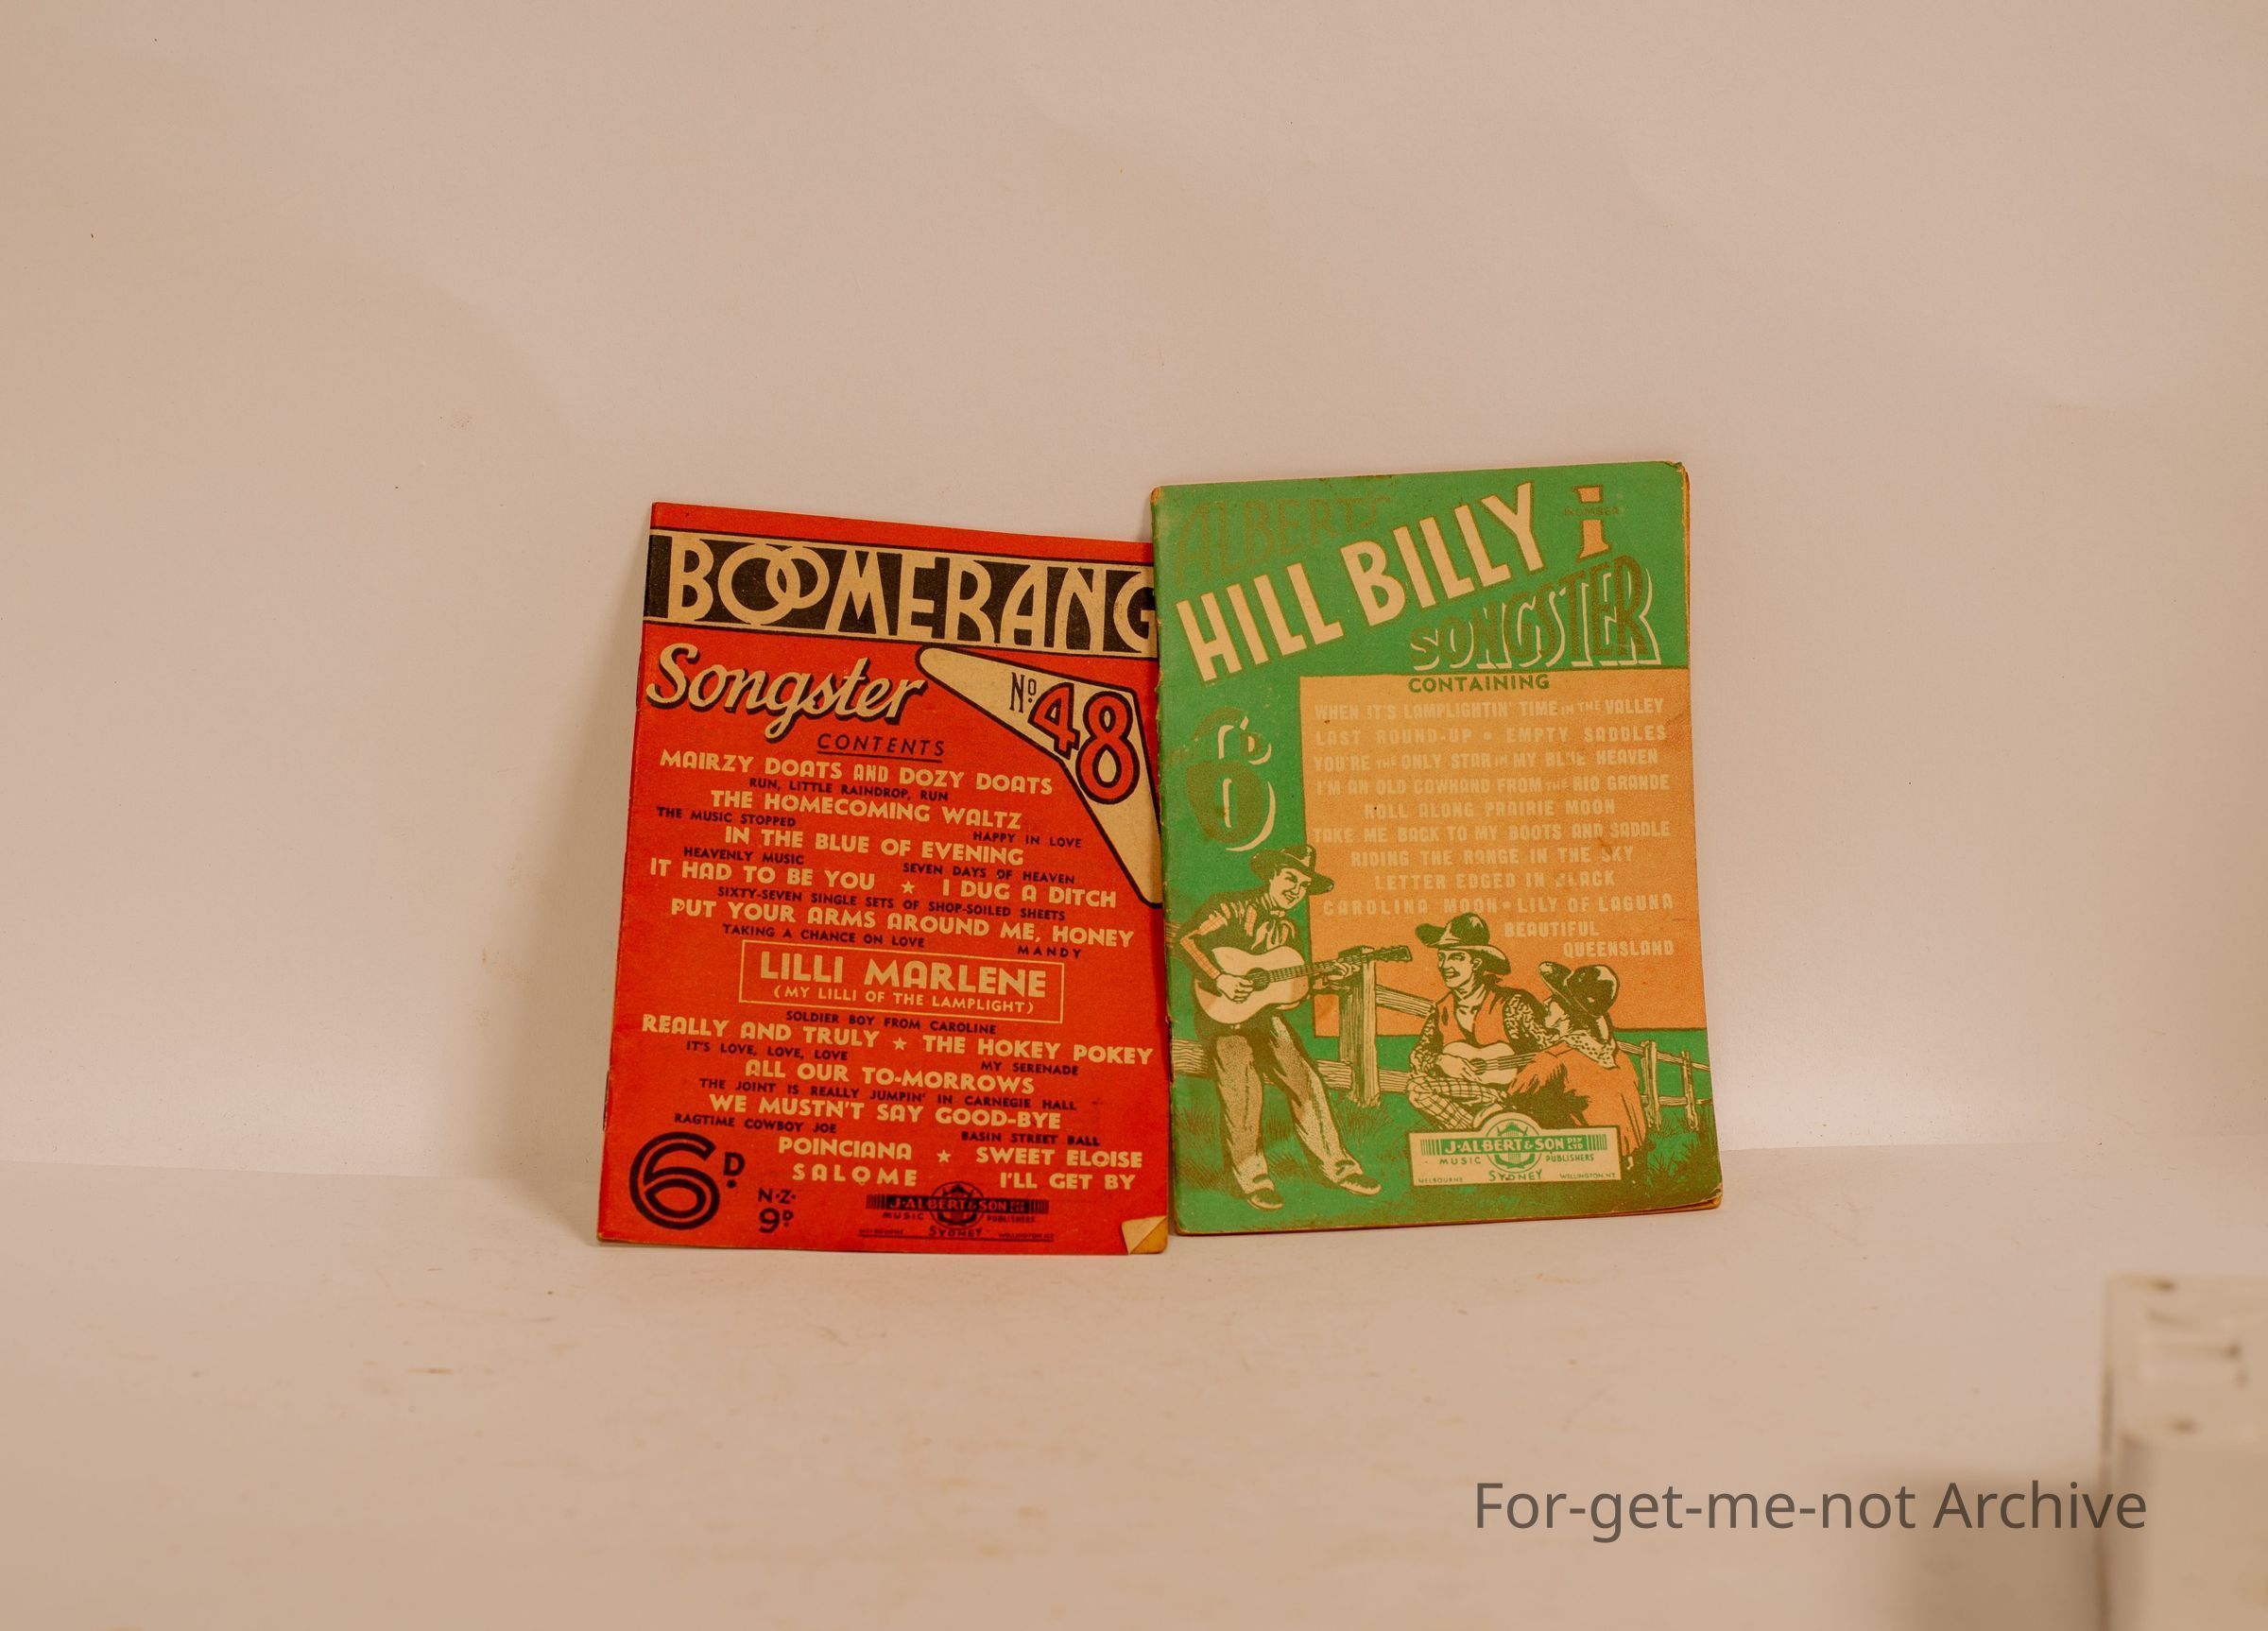 BOOMERANG
Songster
No. 48
CONTENTS
MAIRZY DOATS AND DOZY DOATS
RUN, LITTLE RAINDROP, RUN
THE HOMECOMING WALTZ
THE MUSIC STOPPED
HAPPY IN LOVE
IN THE BLUE OF EVENING
HEAVENLY MUSIC
SEVEN DAYS OF HEAVEN
IT HAD TO BE YOU ★ I DUG A DITCH
SIXTY-SEVEN SINGLE SETS OF SHOP-SOILED SHEETS
PUT YOUR ARMS AROUND ME, HONEY
TAKING A CHANCE ON LOVE
MANDY
LILLI MARLENE
(MY LILLI OF THE LAMPLIGHT)
SOLDIER BOY FROM CAROLINE
REALLY AND TRULY ★ THE HOKEY POKEY
IT'S LOVE, LOVE, LOVE
MY SERENADE
ALL OUR TO-MORROWS
THE JOINT IS REALLY JUMPIN' IN CARNEGIE HALL
WE MUSTN'T SAY GOOD-BYE
RAGTIME COWBOY JOE
BASIN STREET BALL
POINCIANA ★ SWEET ELOISE
SALOME I'LL GET BY
6D.
N.Z.
9D.
J. ALBERT & SON PTY LTD
MUSIC PUBLISHERS
MELBOURNE SYDNEY WELLINGTON NZ
ALBERT'S
HILL BILLY
NUMBER 1
SONGSTER
CONTAINING
WHEN IT'S LAMPLIGHTIN' TIME IN THE VALLEY
LAST ROUND-UP • EMPTY SADDLES
YOU'RE THE ONLY STAR IN MY BLUE HEAVEN
I'M AN OLD COWHAND FROM THE RIO GRANDE
ROLL ALONG PRAIRIE MOON
TAKE ME BACK TO MY BOOTS AND SADDLE
RIDING THE RANGE IN THE SKY
LETTER EDGED IN BLACK
CAROLINA MOON • LILY OF LAGUNA
BEAUTIFUL
QUEENSLAND
6D
J. ALBERT & SON PTY LTD
MUSIC PUBLISHERS
MELBOURNE SYDNEY WELLINGTON NZ
For-get-me-not Archive